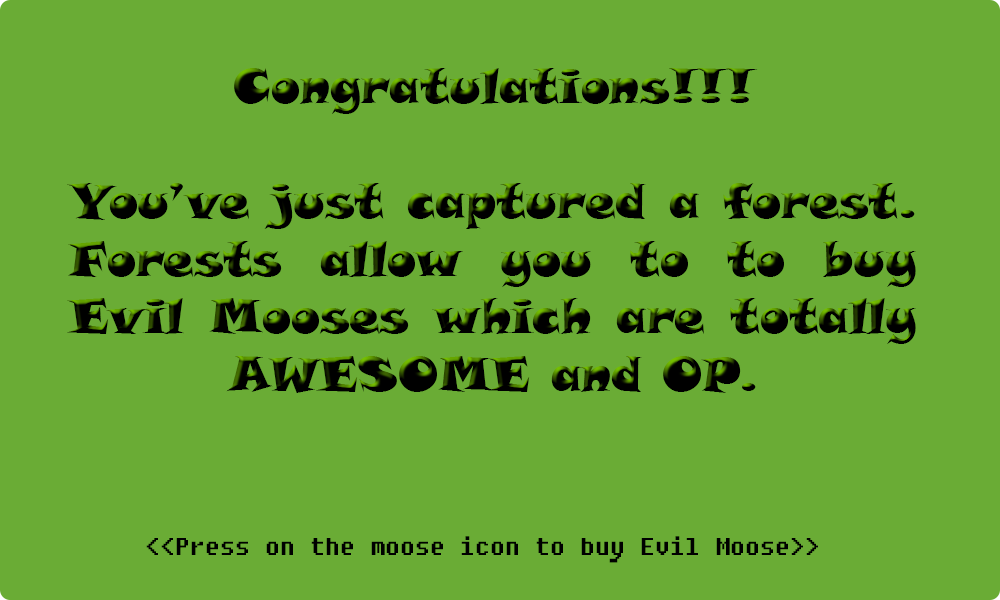 Congratulations!!!
You've just captured a forest.
Forests allow you to to buy
Evil Mooses which are totally
AWESOME and OP.
<<Press on the moose icon to buy Evil Moose>>